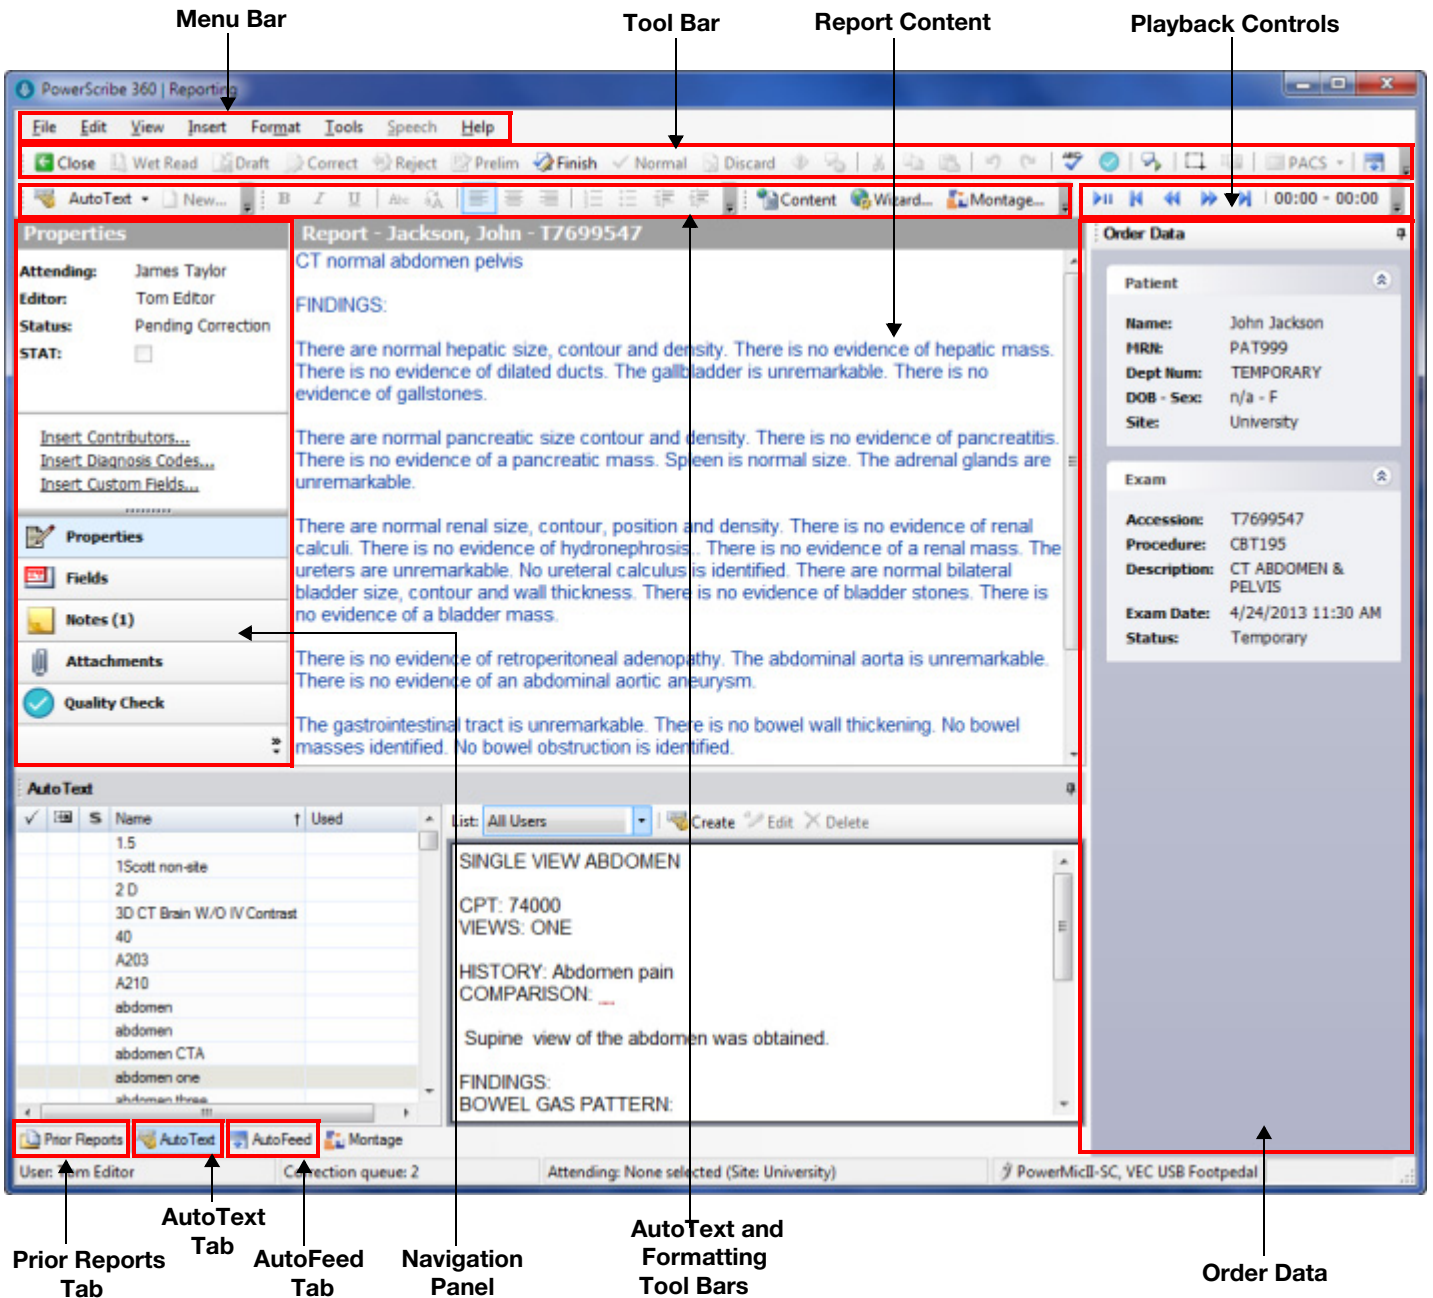 Menu Bar
Tool Bar
Report Content
Playback Controls
PowerScribe 360 | Reporting
File Edit View Insert Format Tools Speech Help
Close Wet Read Draft Correct Reject Prelim Finish Normal Discard PACS
AutoText New... B I U Abc Content Wizard... Montage... 00:00 - 00:00
Properties
Attending: James Taylor
Editor: Tom Editor
Status: Pending Correction
STAT:
Insert Contributors...
Insert Diagnosis Codes...
Insert Custom Fields...
Properties
Fields
Notes (1)
Attachments
Quality Check
Report - Jackson, John - T7699547
CT normal abdomen pelvis
FINDINGS:
There are normal hepatic size, contour and density. There is no evidence of hepatic mass.
There is no evidence of dilated ducts. The gallbladder is unremarkable. There is no
evidence of gallstones.
There are normal pancreatic size contour and density. There is no evidence of pancreatitis.
There is no evidence of a pancreatic mass. Spleen is normal size. The adrenal glands are
unremarkable.
There are normal renal size, contour, position and density. There is no evidence of renal
calculi. There is no evidence of hydronephrosis.. There is no evidence of a renal mass. The
ureters are unremarkable. No ureteral calculus is identified. There are normal bilateral
bladder size, contour and wall thickness. There is no evidence of bladder stones. There is
no evidence of a bladder mass.
There is no evidence of retroperitoneal adenopathy. The abdominal aorta is unremarkable.
There is no evidence of an abdominal aortic aneurysm.
The gastrointestinal tract is unremarkable. There is no bowel wall thickening. No bowel
masses identified. No bowel obstruction is identified.
Order Data
Patient
Name: John Jackson
MRN: PAT999
Dept Num: TEMPORARY
DOB - Sex: n/a - F
Site: University
Exam
Accession: T7699547
Procedure: CBT195
Description: CT ABDOMEN &
PELVIS
Exam Date: 4/24/2013 11:30 AM
Status: Temporary
AutoText
S Name Used
1.5
1Scott non-site
2 D
3D CT Brain W/O IV Contrast
40
A203
A210
abdomen
abdomen
abdomen CTA
abdomen one
abdomen three
List: All Users Create Edit Delete
SINGLE VIEW ABDOMEN
CPT: 74000
VIEWS: ONE
HISTORY: Abdomen pain
COMPARISON: __
Supine view of the abdomen was obtained.
FINDINGS:
BOWEL GAS PATTERN:
Prior Reports AutoText AutoFeed Montage
User: Tom Editor Correction queue: 2 Attending: None selected (Site: University) PowerMicII-SC, VEC USB Footpedal
Prior Reports
Tab
AutoText
Tab
AutoFeed
Tab
Navigation
Panel
AutoText and
Formatting
Tool Bars
Order Data